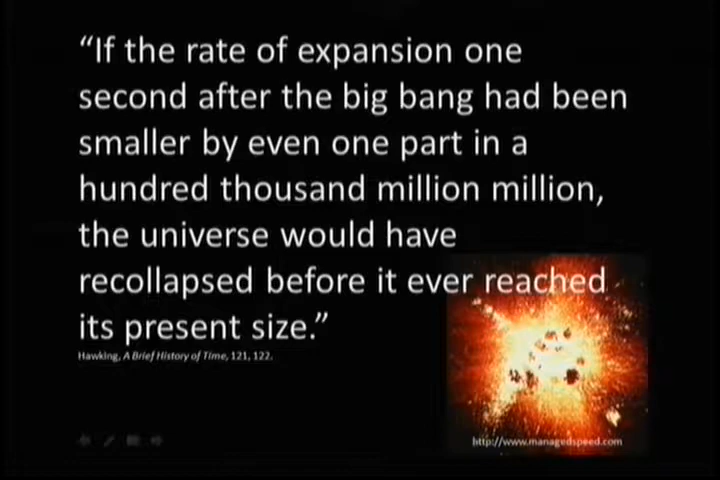 “If the rate of expansion one
second after the big bang had been
smaller by even one part in a
hundred thousand million million,
the universe would have
recollapsed before it ever reached
its present size.”
Hawking, A Brief History of Time, 121, 122.
http://www.managedspeed.com